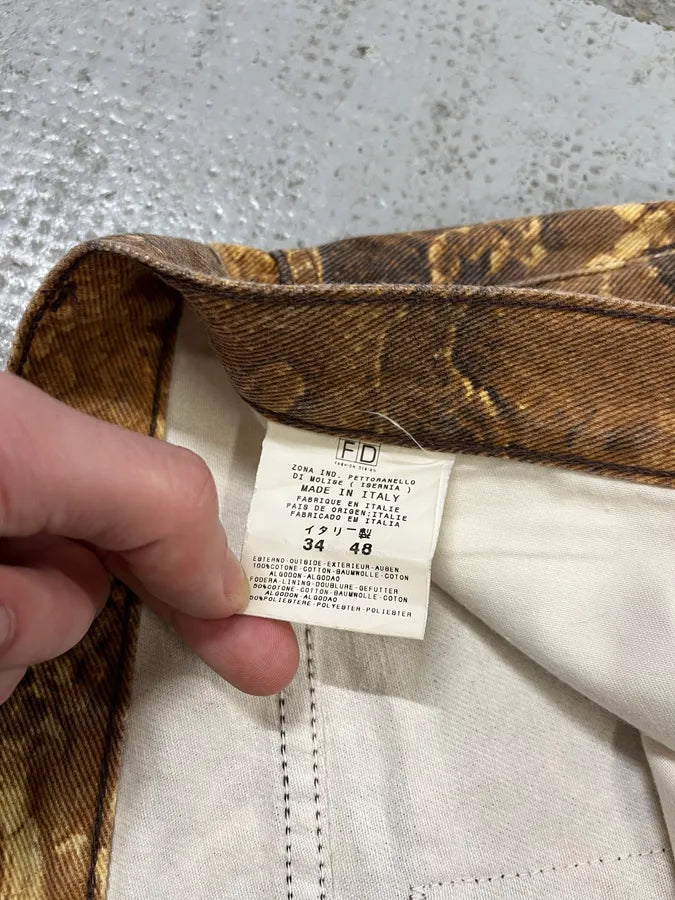 FD
FASHION DESIGN
ZONA IND. PETTORANELLO
DI MOLISE ( ISERNIA )
MADE IN ITALY
FABRIQUE EN ITALIE
PAIS DE ORIGEN:ITALIE
FABRICADO EM ITALIA
イタリー製
34 48
ESTERNO-OUTSIDE-EXTERIEUR-AUBEN
100%COTONE-COTTON-BAUMWOLLE-COTON
ALGODON-ALGODAO
FODERA-LINING-DOUBLURE-GEFUTTER
50%COTONE-COTTON-BAUMWOLLE-COTON
ALGODON-ALGODAO
50%POLIESTERE-POLYESTER-POLIESTER